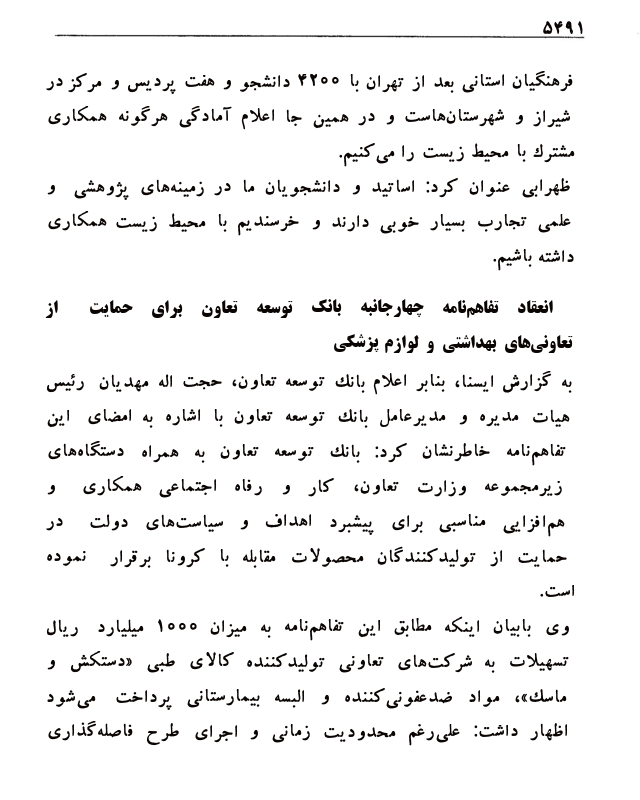 ۵۴۹۱
فرهنگیان استانی بعد از تهران با ۴۲۰۰ دانشجو و هفت پردیس و مرکز در
شیراز و شهرستان‌هاست و در همین جا اعلام آمادگی هرگونه همکاری
مشترك با محیط زیست را می‌کنیم.
ظهرابی عنوان کرد: اساتید و دانشجویان ما در زمینه‌های پژوهشی و
علمی تجارب بسیار خوبی دارند و خرسندیم با محیط زیست همکاری
داشته باشیم.
انعقاد تفاهم‌نامه چهارجانبه بانک توسعه تعاون برای حمایت از
تعاونی‌های بهداشتی و لوازم پزشکی
به گزارش ایسنا، بنابر اعلام بانك توسعه تعاون، حجت اله مهدیان رئیس
هیات مدیره و مدیرعامل بانك توسعه تعاون با اشاره به امضای این
تفاهم‌نامه خاطرنشان کرد: بانك توسعه تعاون به همراه دستگاه‌های
زیرمجموعه وزارت تعاون، کار و رفاه اجتماعی همکاری و
هم‌افزایی مناسبی برای پیشبرد اهداف و سیاست‌های دولت در
حمایت از تولیدکنندگان محصولات مقابله با کرونا برقرار نموده
است.
وی بابیان اینکه مطابق این تفاهم‌نامه به میزان ۱۰۰۰ میلیارد ریال
تسهیلات به شرکت‌های تعاونی تولیدکننده کالای طبی «دستکش و
ماسك»، مواد ضدعفونی‌کننده و البسه بیمارستانی پرداخت می‌شود
اظهار داشت: علی‌رغم محدودیت زمانی و اجرای طرح فاصله‌گذاری